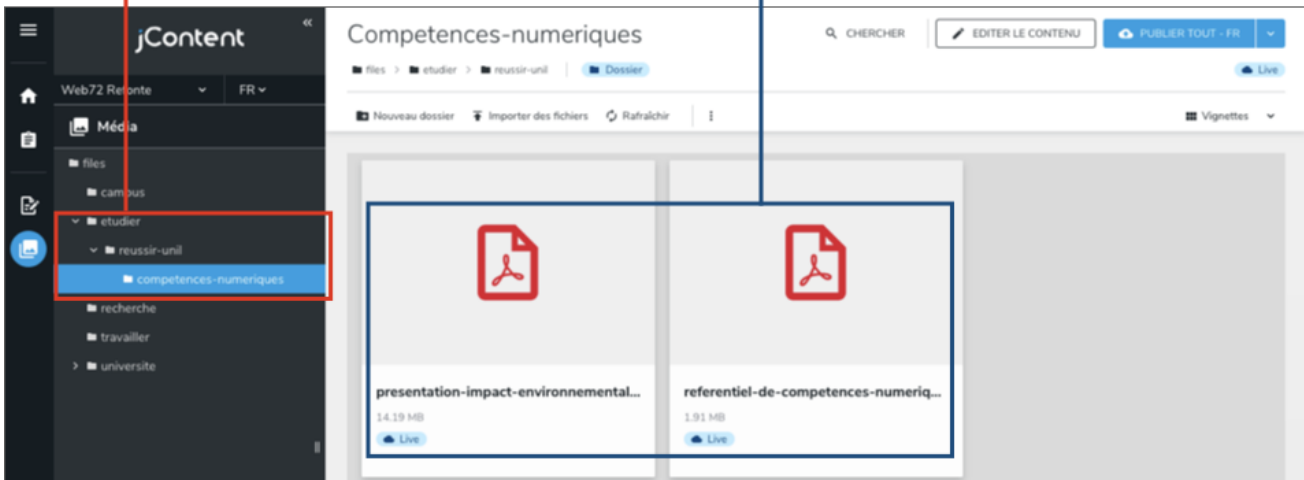 jContent
«
Web72 Refonte
FR
Média
files
campus
etudier
reussir-unil
competences-numeriques
recherche
travailler
universite
Competences-numeriques
CHERCHER
EDITER LE CONTENU
PUBLIER TOUT - FR
files > etudier > reussir-unil
Dossier
Live
Nouveau dossier
Importer des fichiers
Rafraîchir
Vignettes
presentation-impact-environnemental...
14.19 MB
Live
referentiel-de-competences-numeriq...
1.91 MB
Live